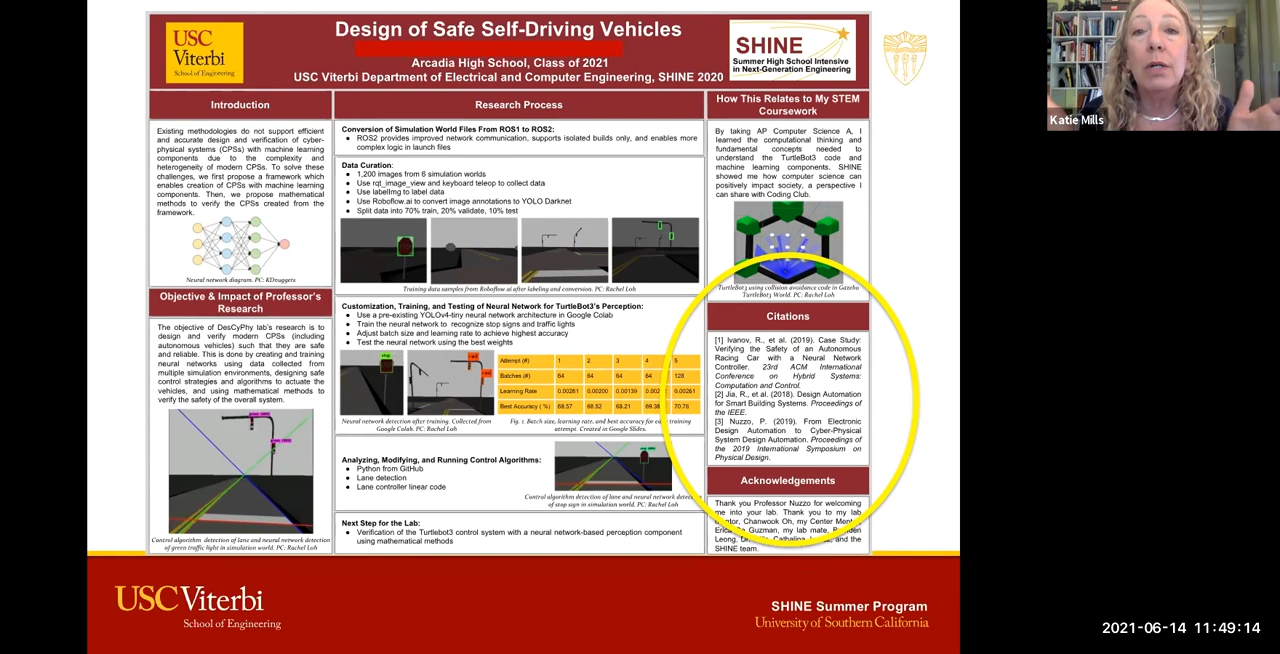 USC
Viterbi
School of Engineering
Design of Safe Self-Driving Vehicles
Arcadia High School, Class of 2021
USC Viterbi Department of Electrical and Computer Engineering, SHINE 2020
SHINE
Summer High School Intensive
in Next-Generation Engineering
Introduction
Existing methodologies do not support efficient
and accurate design and verification of cyber-
physical systems (CPSs) with machine learning
components due to the complexity and
heterogeneity of modern CPSs. To solve these
challenges, we first propose a framework which
enables creation of CPSs with machine learning
components. Then, we propose mathematical
methods to verify the CPSs created from the
framework.
Neural network diagram. PC: KDnuggets
Objective & Impact of Professor's
Research
The objective of DesCyPhy lab's research is to
design and verify modern CPSs (including
autonomous vehicles) such that they are safe
and reliable. This is done by creating and training
neural networks using data collected from
multiple simulation environments, designing safe
control strategies and algorithms to actuate the
vehicles, and using mathematical methods to
verify the safety of the overall system.
Control algorithm detection of lane and neural network detection
of green traffic light in simulation world. PC: Rachel Loh
Research Process
Conversion of Simulation World Files From ROS1 to ROS2:
● ROS2 provides improved network communication, supports isolated builds only, and enables more
complex logic in launch files
Data Curation:
● 1,200 images from 6 simulation worlds
● Use rqt_image_view and keyboard teleop to collect data
● Use labelImg to label data
● Use Roboflow.ai to convert image annotations to YOLO Darknet
● Split data into 70% train, 20% validate, 10% test
Training data samples from Roboflow.ai after labeling and conversion. PC: Rachel Loh
Customization, Training, and Testing of Neural Network for TurtleBot3's Perception:
● Use a pre-existing YOLOv4-tiny neural network architecture in Google Colab
● Train the neural network to recognize stop signs and traffic lights
● Adjust batch size and learning rate to achieve highest accuracy
● Test the neural network using the best weights
stop
red
red
Attempt (#) 1 2 3 4 5
Batches (#) 64 64 64 64 128
Learning Rate 0.00261 0.00200 0.00139 0.00261
Best Accuracy (%) 68.57 68.52 68.21 69.38 70.76
Neural network detection after training. Collected from
Google Colab. PC: Rachel Loh
Fig. 1. Batch size, learning rate, and best accuracy for each training
attempt. Created in Google Slides.
Analyzing, Modifying, and Running Control Algorithms:
● Python from GitHub
● Lane detection
● Lane controller linear code
Control algorithm detection of lane and neural network detection
of stop sign in simulation world. PC: Rachel Loh
Next Step for the Lab:
● Verification of the Turtlebot3 control system with a neural network-based perception component
using mathematical methods
How This Relates to My STEM
Coursework
By taking AP Computer Science A, I
learned the computational thinking and
fundamental concepts needed to
understand the TurtleBot3 code and
machine learning components. SHINE
showed me how computer science can
positively impact society, a perspective I
can share with Coding Club.
TurtleBot3 using collision avoidance code in Gazebo
TurtleBot3 World. PC: Rachel Loh
Citations
[1] Ivanov, R., et al. (2019). Case Study:
Verifying the Safety of an Autonomous
Racing Car with a Neural Network
Controller. 23rd ACM International
Conference on Hybrid Systems:
Computation and Control.
[2] Jia, R., et al. (2018). Design Automation
for Smart Building Systems. Proceedings of
the IEEE.
[3] Nuzzo, P. (2019). From Electronic
Design Automation to Cyber-Physical
System Design Automation. Proceedings of
the 2019 International Symposium on
Physical Design.
Acknowledgements
Thank you Professor Nuzzo for welcoming
me into your lab. Thank you to my lab
mentor, Chanwook Oh, my Center Mentor
Guzman, my lab mate,
Leong, and the
SHINE team.
USC Viterbi
School of Engineering
SHINE Summer Program
University of Southern California
Katie Mills
2021-06-14 11:49:14